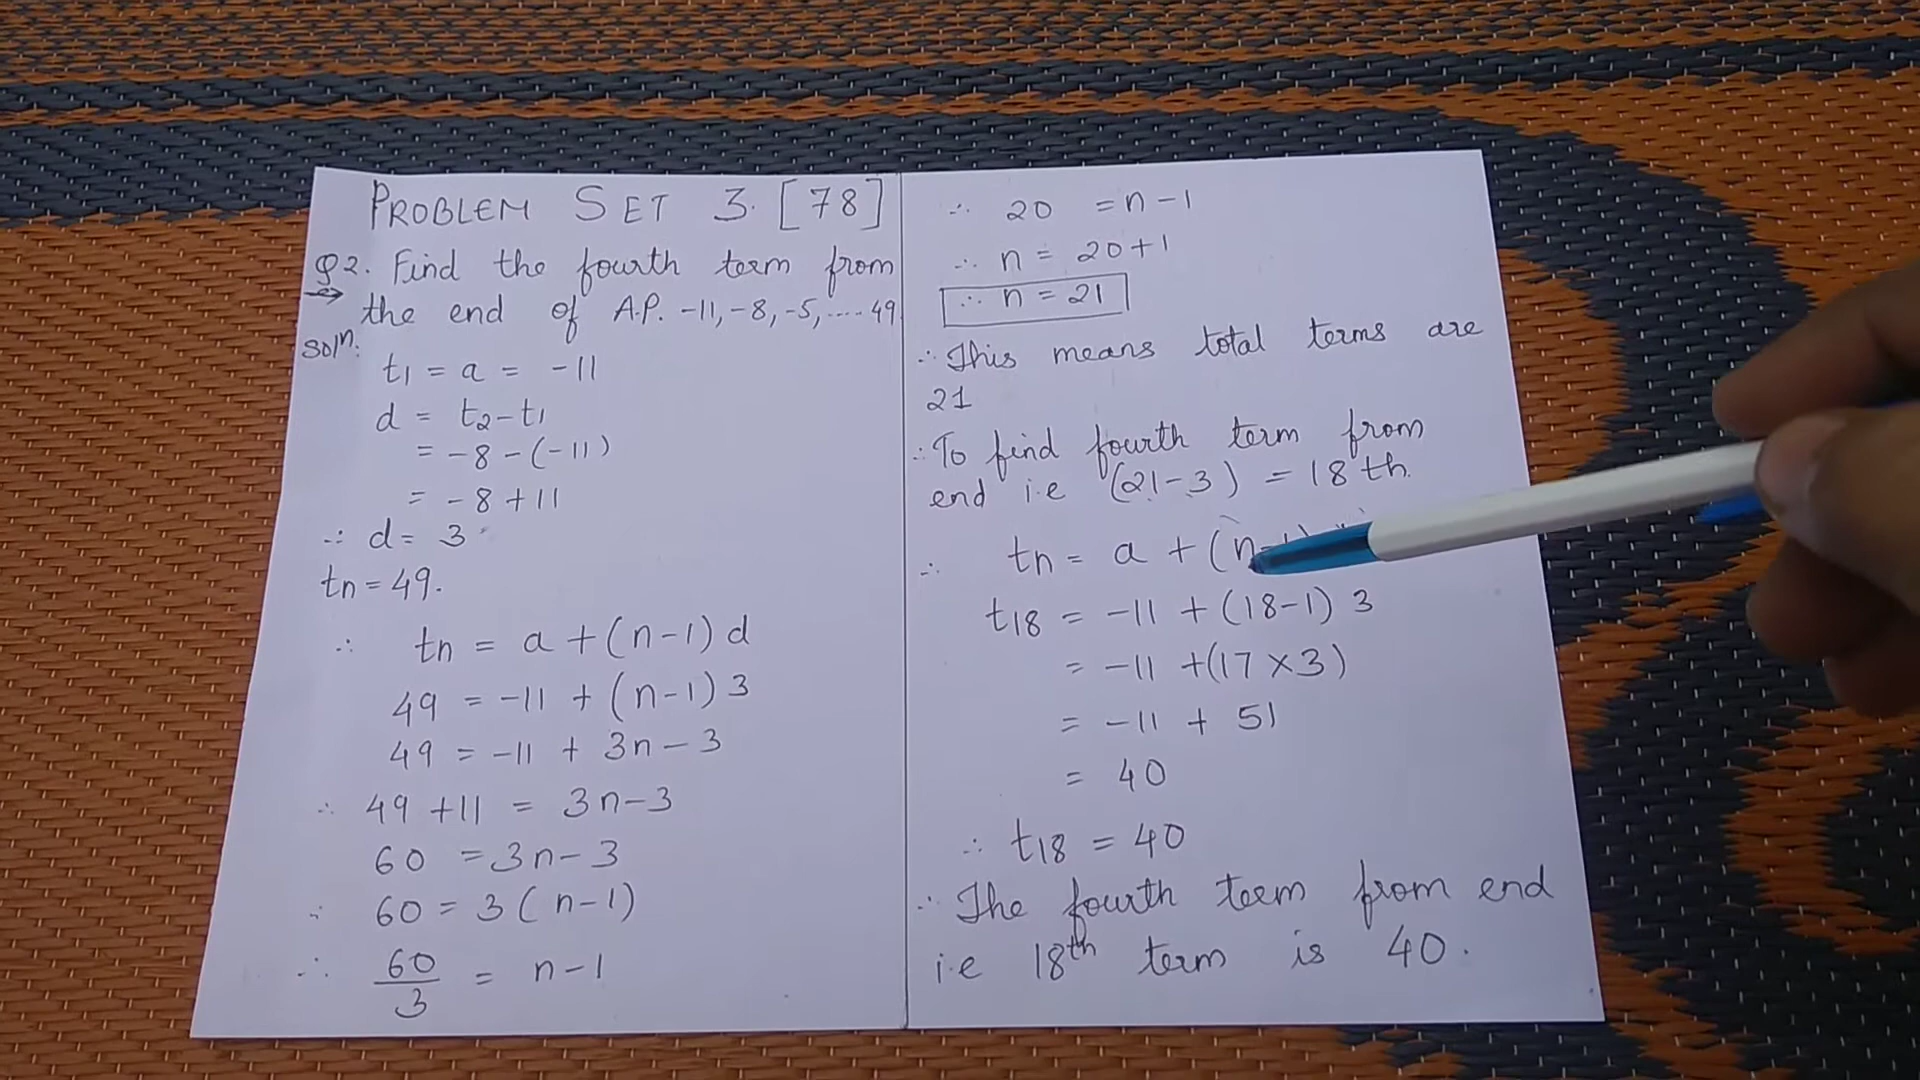 PROBLEM SET 3. [78]
Q2. Find the fourth term from
the end of A.P. -11, -8, -5, .... 49.
Solⁿ:
t₁ = a = -11
d = t₂ - t₁
= -8 - (-11)
= -8 + 11
∴ d = 3
tn = 49.
∴ tn = a + (n-1) d
49 = -11 + (n-1) 3
49 = -11 + 3n - 3
∴ 49 + 11 = 3n - 3
60 = 3n - 3
∴ 60 = 3 (n-1)
∴ 60/3 = n - 1
∴ 20 = n - 1
∴ n = 20 + 1
∴ n = 21
∴ This means total terms are
21
∴ To find fourth term from
end i.e (21-3) = 18th.
∴ tn = a + (n-1)
t18 = -11 + (18-1) 3
= -11 + (17 × 3)
= -11 + 51
= 40
∴ t18 = 40
∴ The fourth term from end
i.e 18th term is 40.